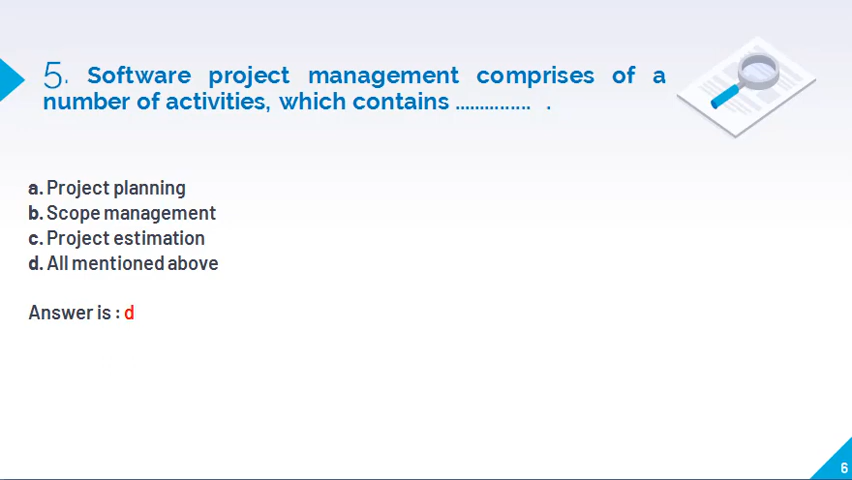 5. Software project management comprises of a
number of activities, which contains ............... .
a. Project planning
b. Scope management
c. Project estimation
d. All mentioned above
Answer is : d
6